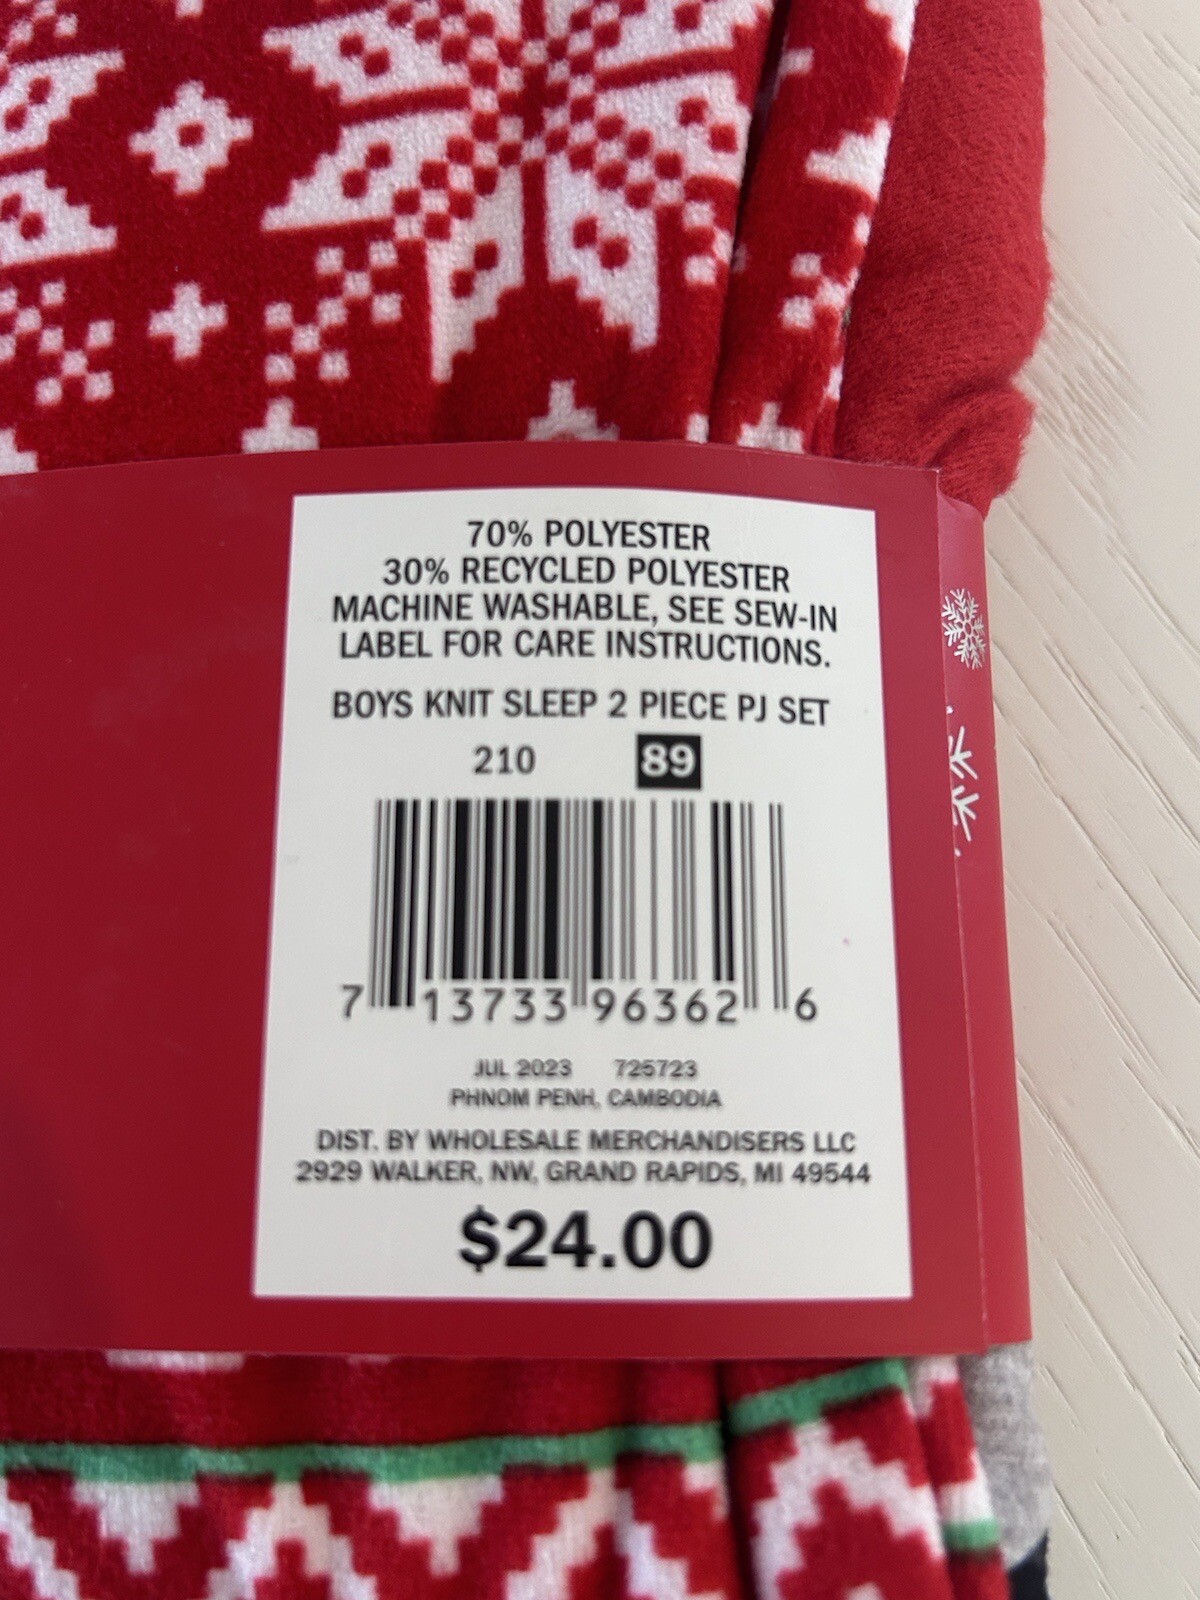 70% POLYESTER
30% RECYCLED POLYESTER
MACHINE WASHABLE, SEE SEW-IN
LABEL FOR CARE INSTRUCTIONS.
BOYS KNIT SLEEP 2 PIECE PJ SET
210 89
7 13733 96362 6
JUL 2023 725723
PHNOM PENH, CAMBODIA
DIST. BY WHOLESALE MERCHANDISERS LLC
2929 WALKER, NW, GRAND RAPIDS, MI 49544
$24.00